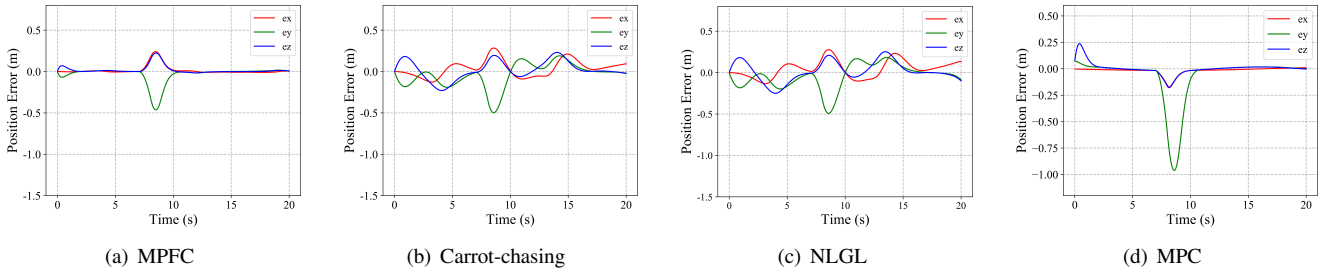 Position Error (m)
0.5
0.0
-0.5
-1.0
-1.5
0
5
10
15
20
Time (s)
ex
ey
ez
(a) MPFC
Position Error (m)
0.5
0.0
-0.5
-1.0
-1.5
0
5
10
15
20
Time (s)
ex
ey
ez
(b) Carrot-chasing
Position Error (m)
0.5
0.0
-0.5
-1.0
-1.5
0
5
10
15
20
Time (s)
ex
ey
ez
(c) NLGL
Position Error (m)
0.50
0.25
0.00
−0.25
−0.50
−0.75
−1.00
0
5
10
15
20
Time (s)
ex
ey
ez
(d) MPC